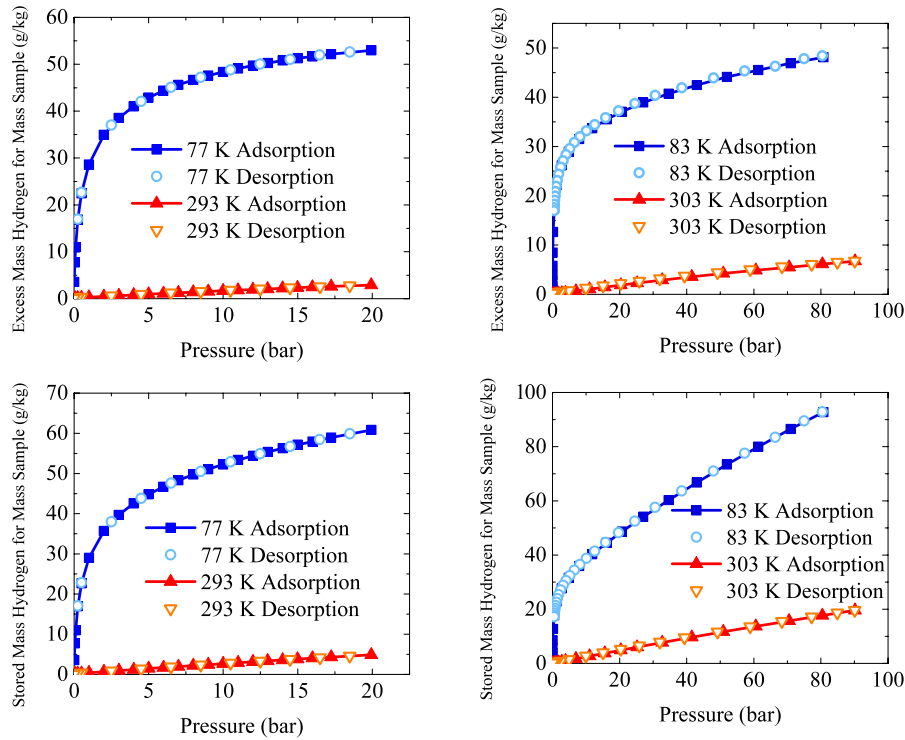 Excess Mass Hydrogen for Mass Sample (g/kg)
60
50
40
30
20
10
0
77 K Adsorption
77 K Desorption
293 K Adsorption
293 K Desorption
0 5 10 15 20
Pressure (bar)
Excess Mass Hydrogen for Mass Sample (g/kg)
50
40
30
20
10
0
83 K Adsorption
83 K Desorption
303 K Adsorption
303 K Desorption
0 20 40 60 80 100
Pressure (bar)
Stored Mass Hydrogen for Mass Sample (g/kg)
70
60
50
40
30
20
10
0
77 K Adsorption
77 K Desorption
293 K Adsorption
293 K Desorption
0 5 10 15 20
Pressure (bar)
Stored Mass Hydrogen for Mass Sample (g/kg)
100
80
60
40
20
0
83 K Adsorption
83 K Desorption
303 K Adsorption
303 K Desorption
0 20 40 60 80 100
Pressure (bar)